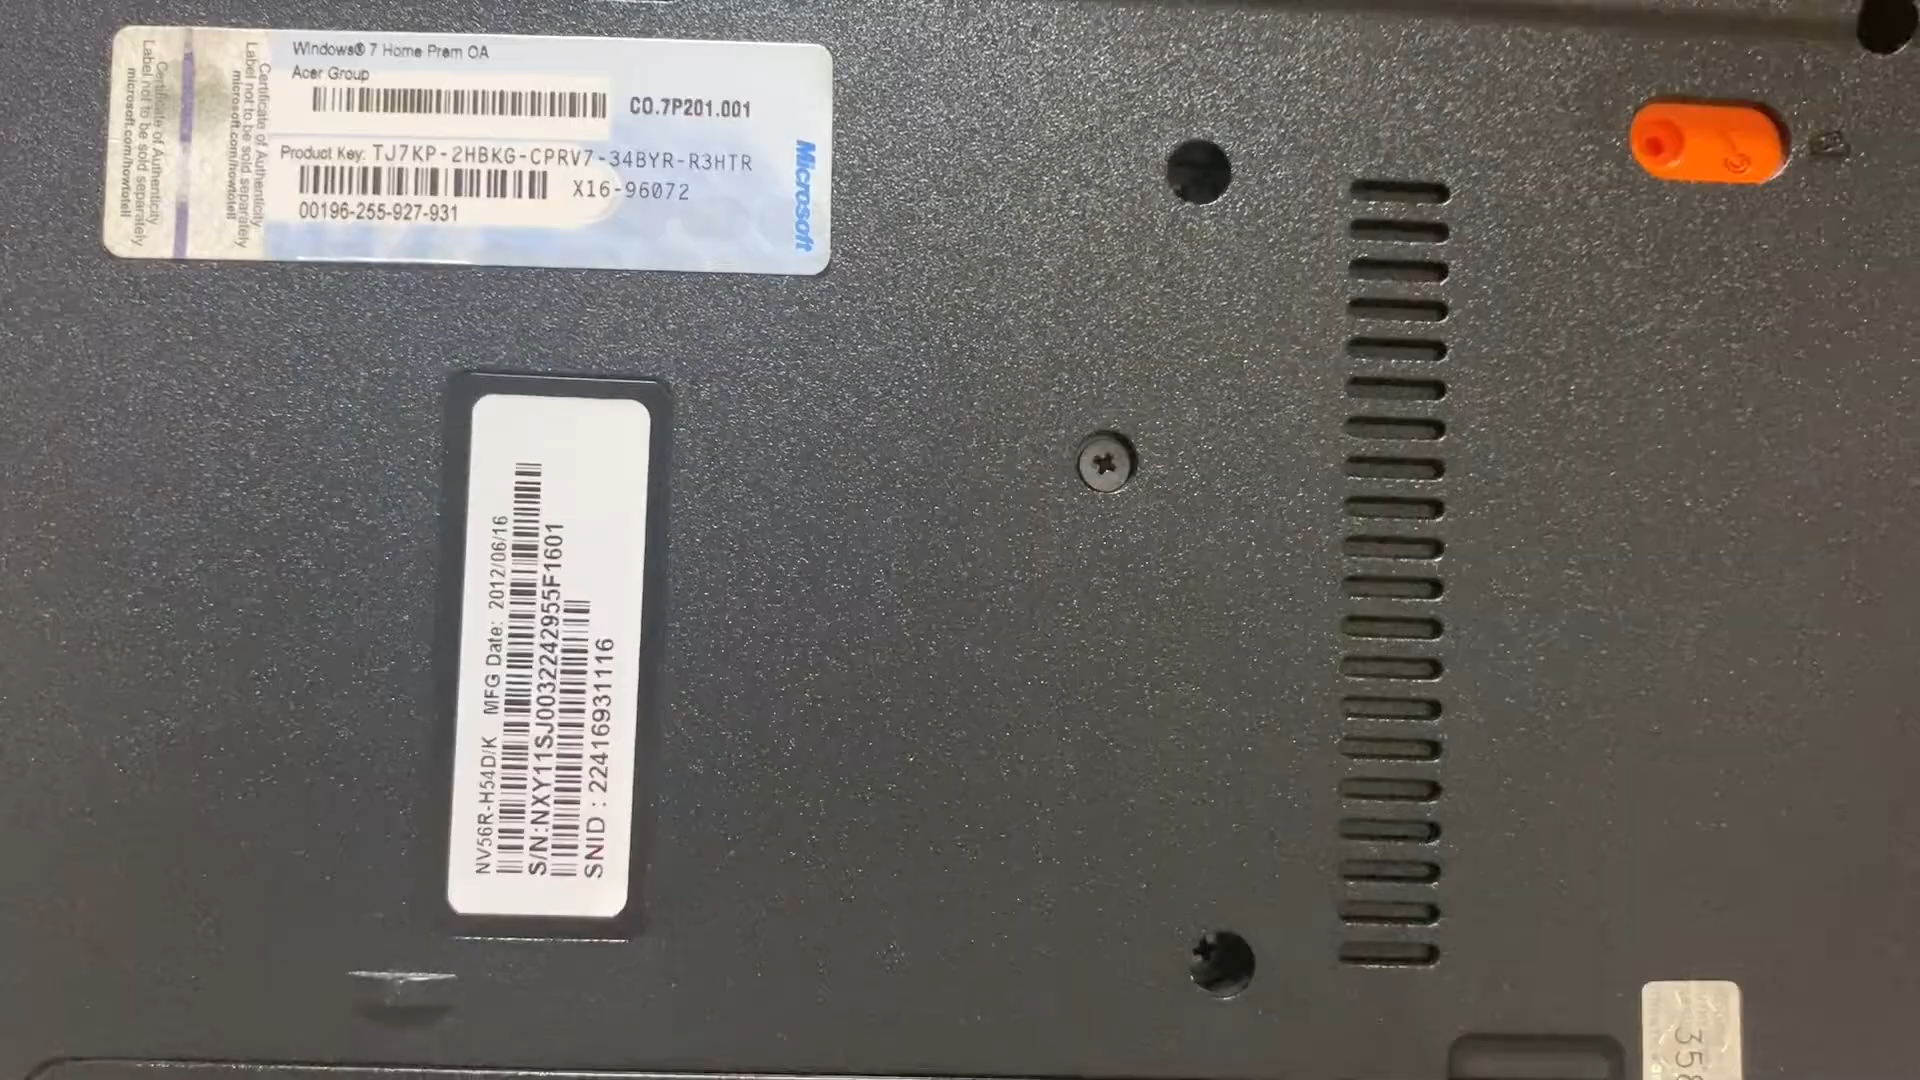 Windows® 7 Home Prem OA
Acer Group
CO.7P201.001
Product Key: TJ7KP-2HBKG-CPRV7-34BYR-R3HTR
X16-96072
00196-255-927-931
Microsoft
Certificate of Authenticity
Label not to be sold separately
microsoft.com/howtotell
Certificate of Authenticity
Label not to be sold separately
microsoft.com/howtotell
NV56R-H54D/K MFG Date: 2012/06/16
S/N:NXY11SJ0032242955F1601
SNID : 22416931116
358